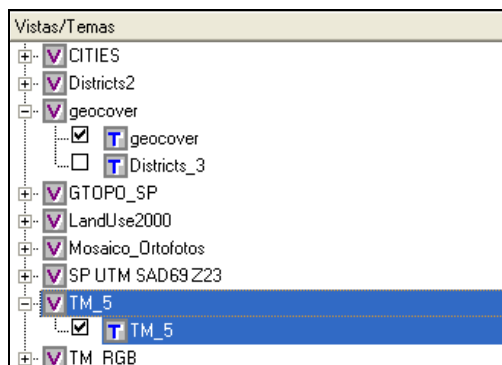 Vistas/Temas
V CITIES
V Districts2
V geocover
T geocover
T Districts_3
V GTOPO_SP
V LandUse2000
V Mosaico_Ortofotos
V SP UTM SAD69 Z23
V TM_5
T TM_5
V TM_RGB